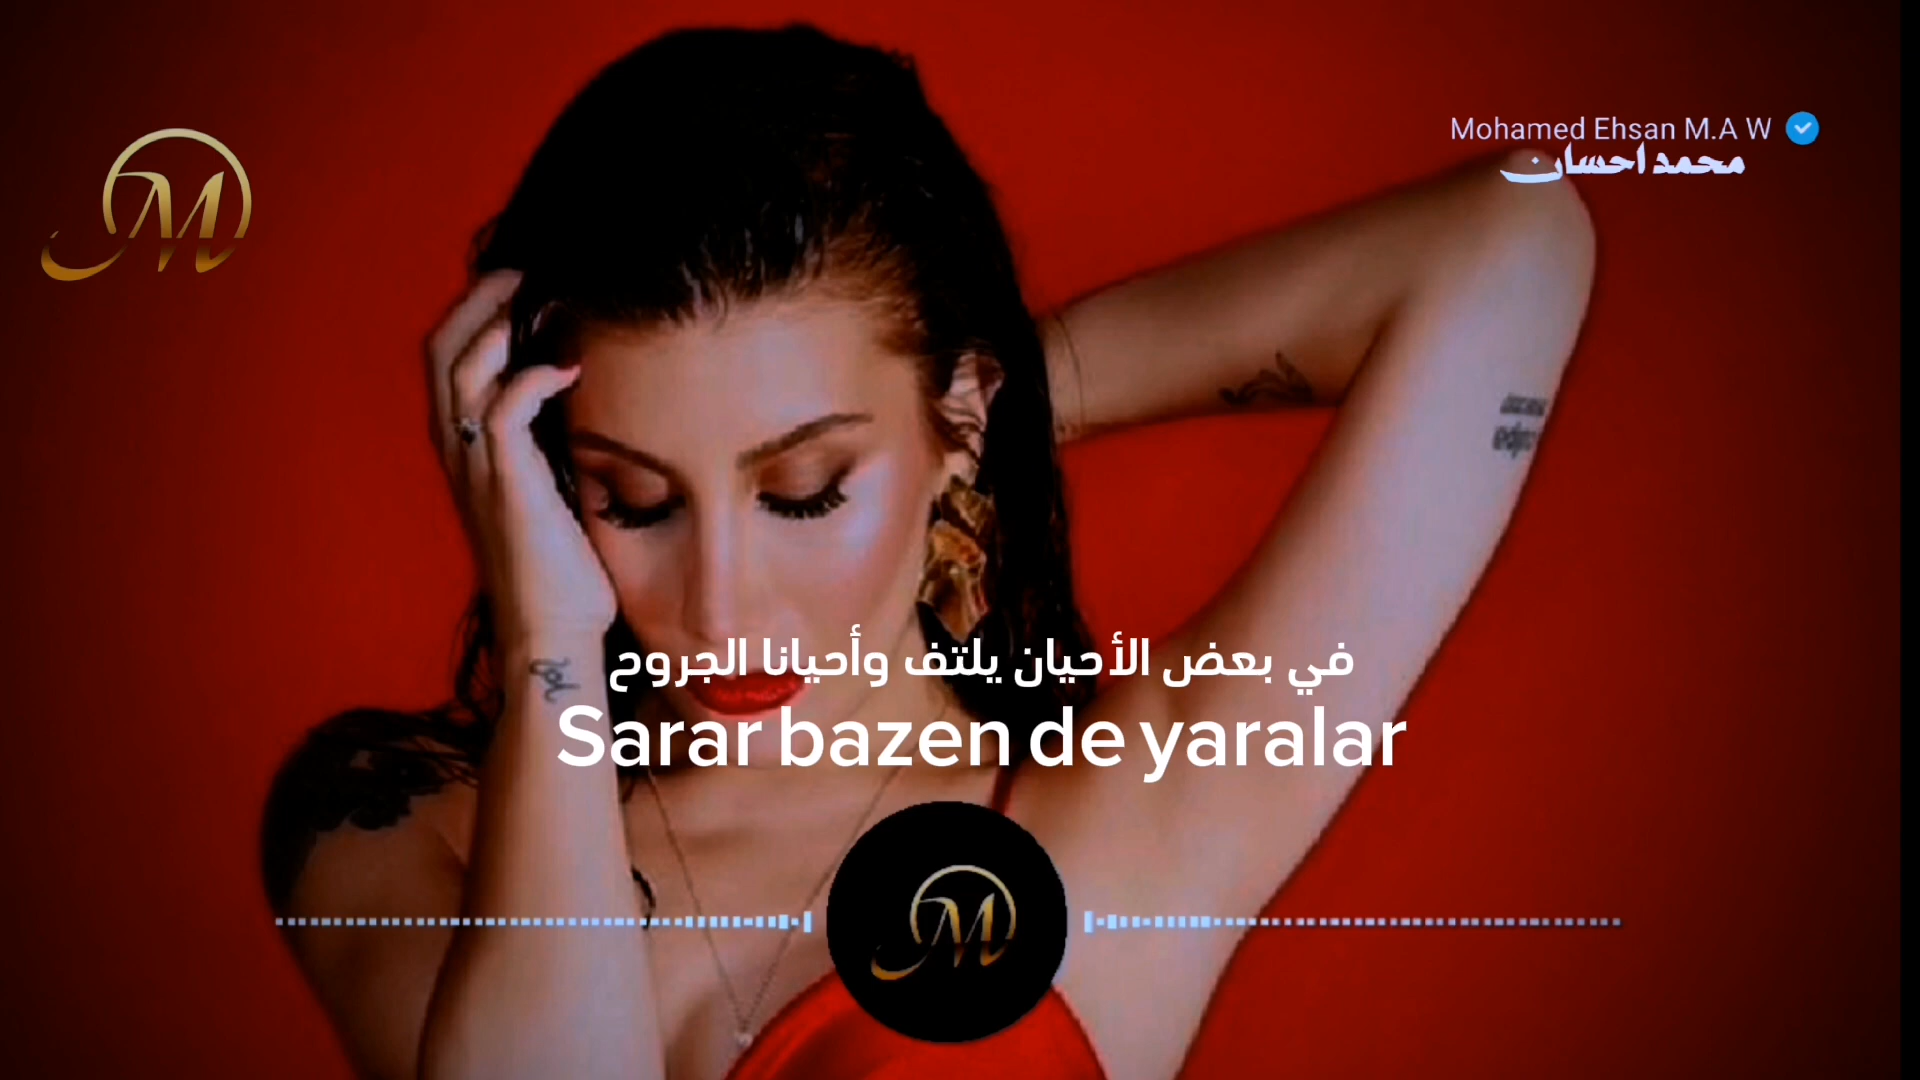 Mohamed Ehsan M.A W
محمد احسان
M
في بعض الأحيان يلتف وأحيانا الجروح
Sarar bazen de yaralar
M